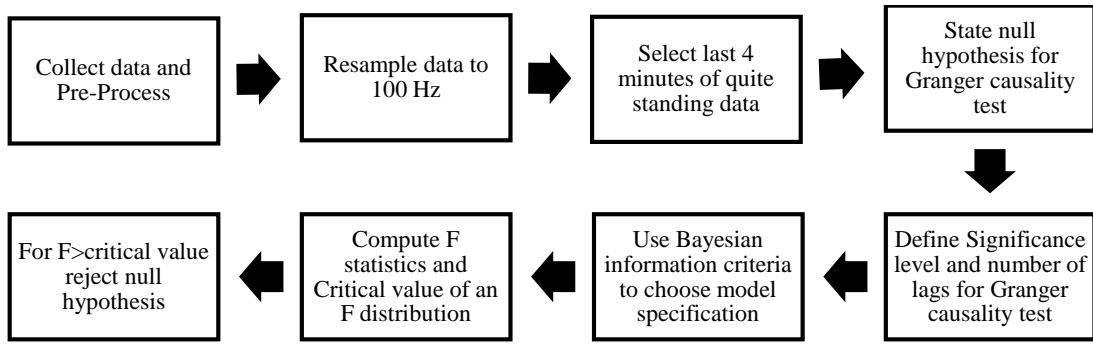 Collect data and
Pre-Process
Resample data to
100 Hz
Select last 4
minutes of quite
standing data
State null
hypothesis for
Granger causality
test
Define Significance
level and number of
lags for Granger
causality test
Use Bayesian
information criteria
to choose model
specification
Compute F
statistics and
Critical value of an
F distribution
For F>critical value
reject null
hypothesis